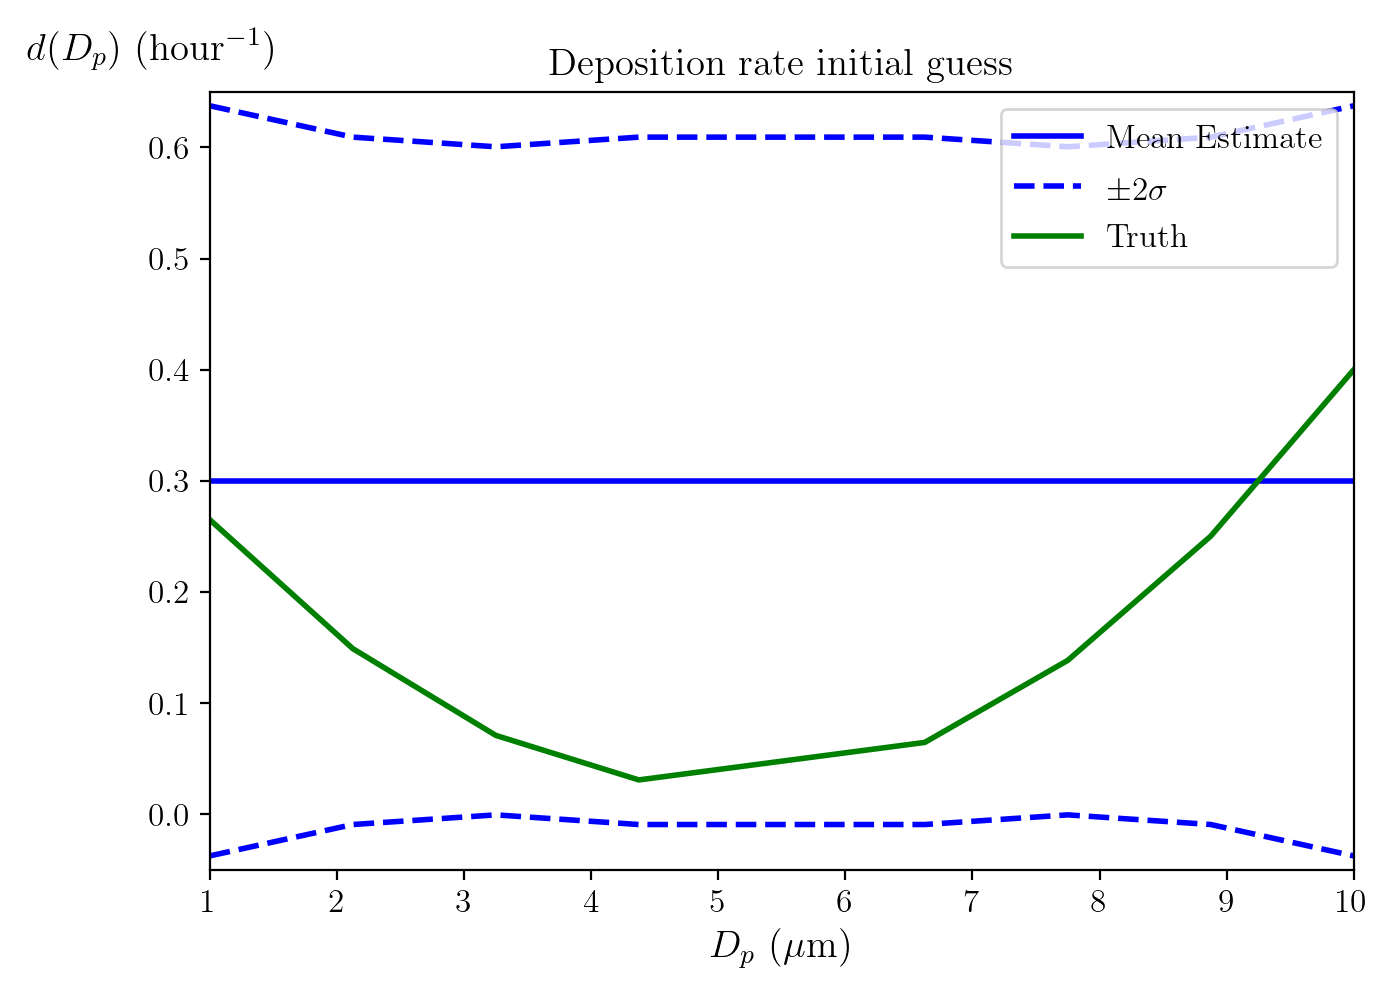 d(D_p) (hour^{-1})
Deposition rate initial guess
Mean Estimate
±2σ
Truth
0.6
0.5
0.4
0.3
0.2
0.1
0.0
1 2 3 4 5 6 7 8 9 10
D_p (μm)